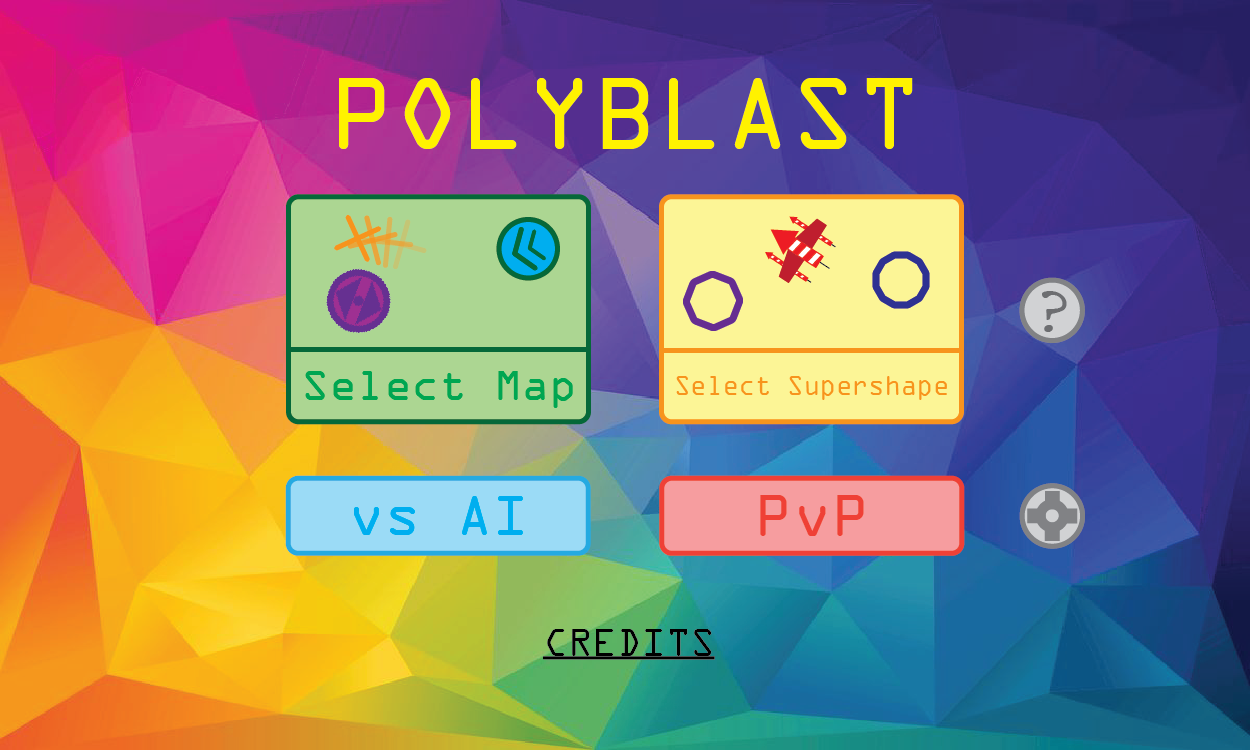 POLYBLAST
Select Map
Select Supershape
?
vs AI
PvP
CREDITS